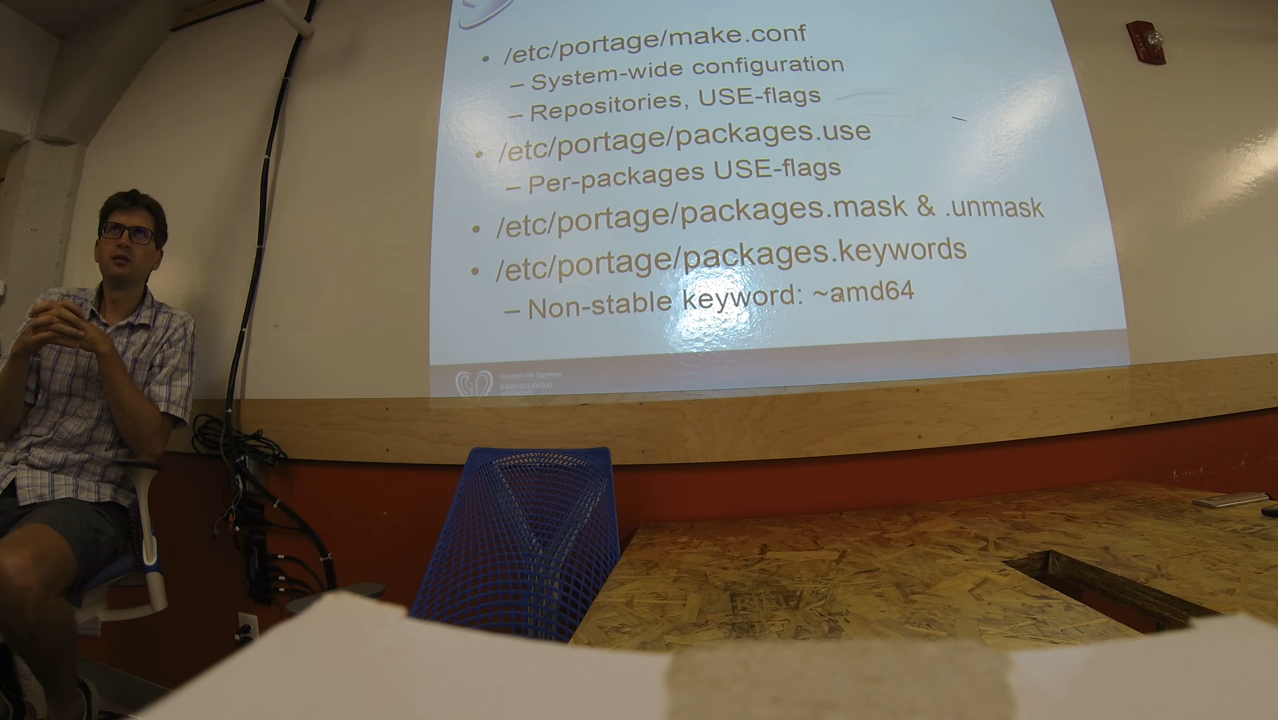 • /etc/portage/make.conf
– System-wide configuration
– Repositories, USE-flags
• /etc/portage/packages.use
– Per-packages USE-flags
• /etc/portage/packages.mask & .unmask
• /etc/portage/packages.keywords
– Non-stable keyword: ~amd64